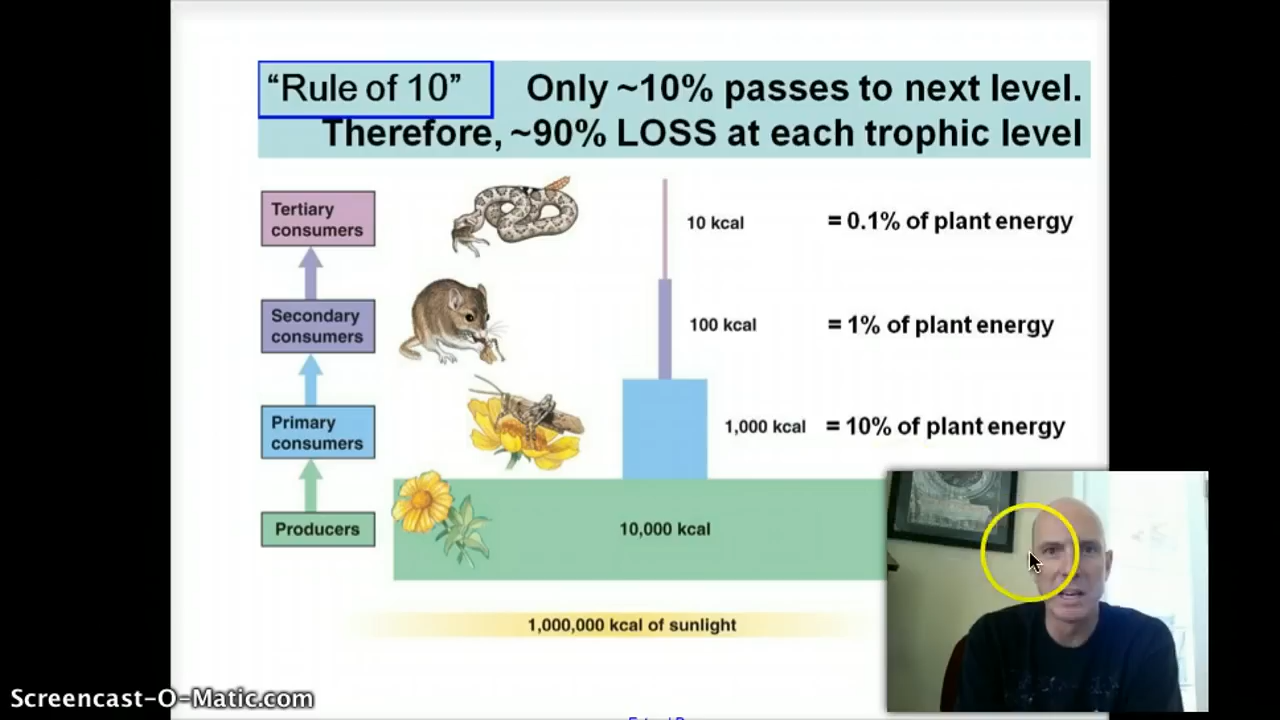 “Rule of 10” Only ~10% passes to next level.
Therefore, ~90% LOSS at each trophic level
Tertiary
consumers
10 kcal = 0.1% of plant energy
Secondary
consumers
100 kcal = 1% of plant energy
Primary
consumers
1,000 kcal = 10% of plant energy
Producers
10,000 kcal
1,000,000 kcal of sunlight
Screencast-O-Matic.com